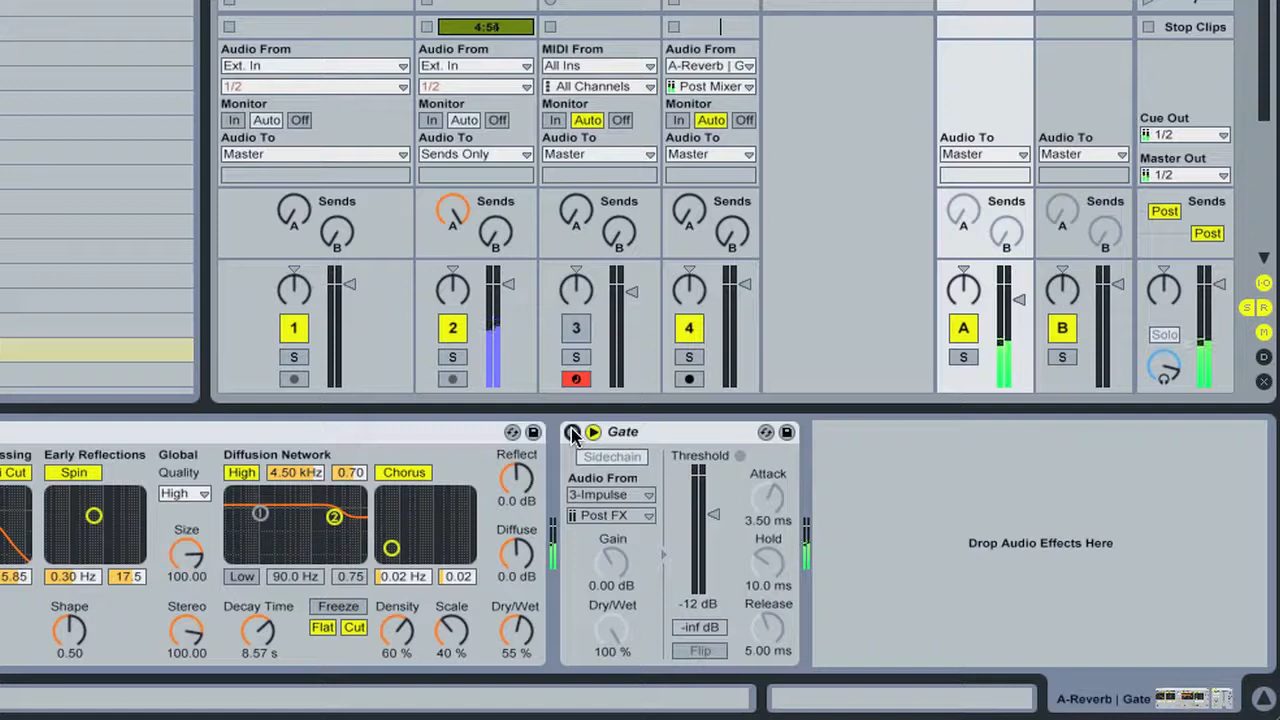 4:54
Stop Clips
Audio From Audio From MIDI From Audio From
Ext. In Ext. In All Ins A-Reverb | G
1/2 1/2 All Channels Post Mixer
Monitor Monitor Monitor Monitor
In Auto Off In Auto Off In Auto Off In Auto Off
Cue Out
1/2
Audio To Audio To Audio To Audio To Audio To Audio To
Master Sends Only Master Master Master Master
Master Out
1/2
Sends Sends Sends Sends Sends Sends Sends
A A A A A A Post
B B B B B B Post
1 2 3 4 A B Solo
S S S S S S
S R
M
D
X
Gate
ssing Early Reflections Global Diffusion Network Reflect
i Cut Spin Quality High 4.50 kHz 0.70 Chorus
High
1 2
0.0 dB
Size Diffuse
5.85 0.30 Hz 17.5 100.00 Low 90.0 Hz 0.75 0.02 Hz 0.02 0.0 dB
Shape Stereo Decay Time Freeze Density Scale Dry/Wet
Flat Cut
0.50 100.00 8.57 s 60 % 40 % 55 %
Sidechain Threshold
Audio From Attack
3-Impulse
Post FX 3.50 ms
Gain Hold
0.00 dB 10.0 ms
Dry/Wet -12 dB Release
-inf dB
100 % Flip 5.00 ms
Drop Audio Effects Here
A-Reverb | Gate